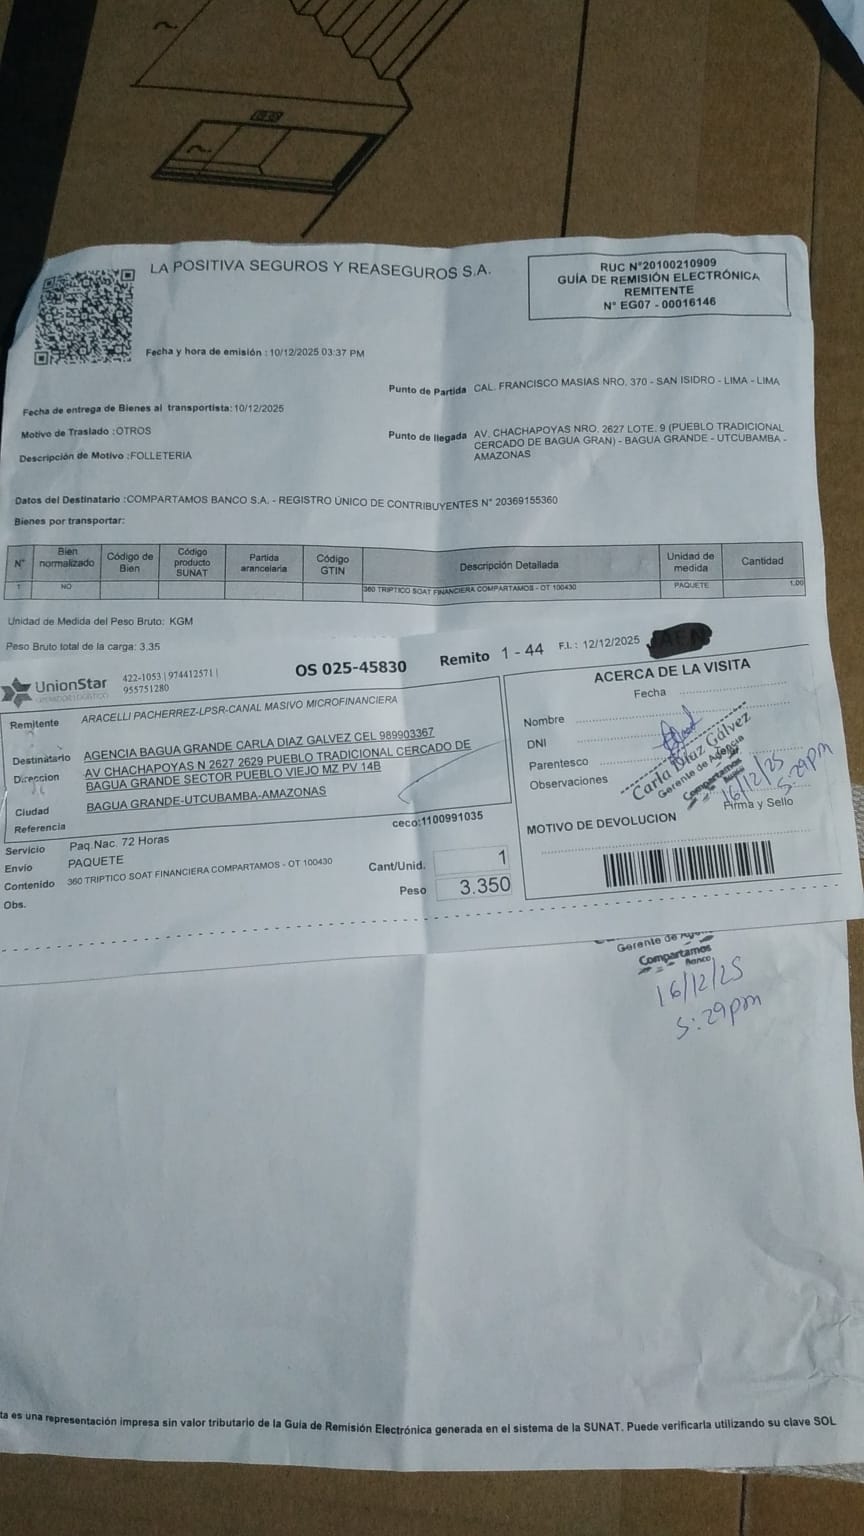 LA POSITIVA SEGUROS Y REASEGUROS S.A.
RUC N°20100210909
GUÍA DE REMISIÓN ELECTRÓNICA
REMITENTE
N° EG07 - 00016146
Fecha y hora de emisión : 10/12/2025 03:37 PM
Fecha de entrega de Bienes al transportista: 10/12/2025
Motivo de Traslado :OTROS
Descripción de Motivo :FOLLETERIA
Punto de Partida CAL. FRANCISCO MASIAS NRO. 370 - SAN ISIDRO - LIMA - LIMA
Punto de llegada AV. CHACHAPOYAS NRO. 2627 LOTE. 9 (PUEBLO TRADICIONAL
CERCADO DE BAGUA GRAN) - BAGUA GRANDE - UTCUBAMBA -
AMAZONAS
Datos del Destinatario :COMPARTAMOS BANCO S.A. - REGISTRO ÚNICO DE CONTRIBUYENTES N° 20369155360
Bienes por transportar:
N° Bien normalizado Código de Bien Código producto SUNAT Partida arancelaria Código GTIN Descripción Detallada Unidad de medida Cantidad
1 NO 360 TRIPTICO SOAT FINANCIERA COMPARTAMOS - OT 100430 PAQUETE 1.00
Unidad de Medida del Peso Bruto: KGM
Peso Bruto total de la carga: 3.35
UnionStar
422-1053 | 974412571 |
955751280
OS 025-45830
Remito 1 - 44 F.I.: 12/12/2025
Remitente ARACELLI PACHERREZ-LPSR-CANAL MASIVO MICROFINANCIERA
Destinatario AGENCIA BAGUA GRANDE CARLA DIAZ GALVEZ CEL 989903367
Direccion AV CHACHAPOYAS N 2627 2629 PUEBLO TRADICIONAL CERCADO DE
BAGUA GRANDE SECTOR PUEBLO VIEJO MZ PV 14B
Ciudad BAGUA GRANDE-UTCUBAMBA-AMAZONAS
Referencia
ceco:1100991035
Servicio Paq.Nac. 72 Horas
Envio PAQUETE
Contenido 360 TRIPTICO SOAT FINANCIERA COMPARTAMOS - OT 100430
Obs.
Cant/Unid. 1
Peso 3.350
ACERCA DE LA VISITA
Fecha
Nombre
DNI
Parentesco
Observaciones
Carla Díaz Gálvez
Gerente de Agencia
Compartamos
Banco
16/12/25
5:29pm
Firma y Sello
MOTIVO DE DEVOLUCION
Gerente de
Compartamos
Banco
16/12/25
5:29pm
ta es una representación impresa sin valor tributario de la Guía de Remisión Electrónica generada en el sistema de la SUNAT. Puede verificarla utilizando su clave SOL